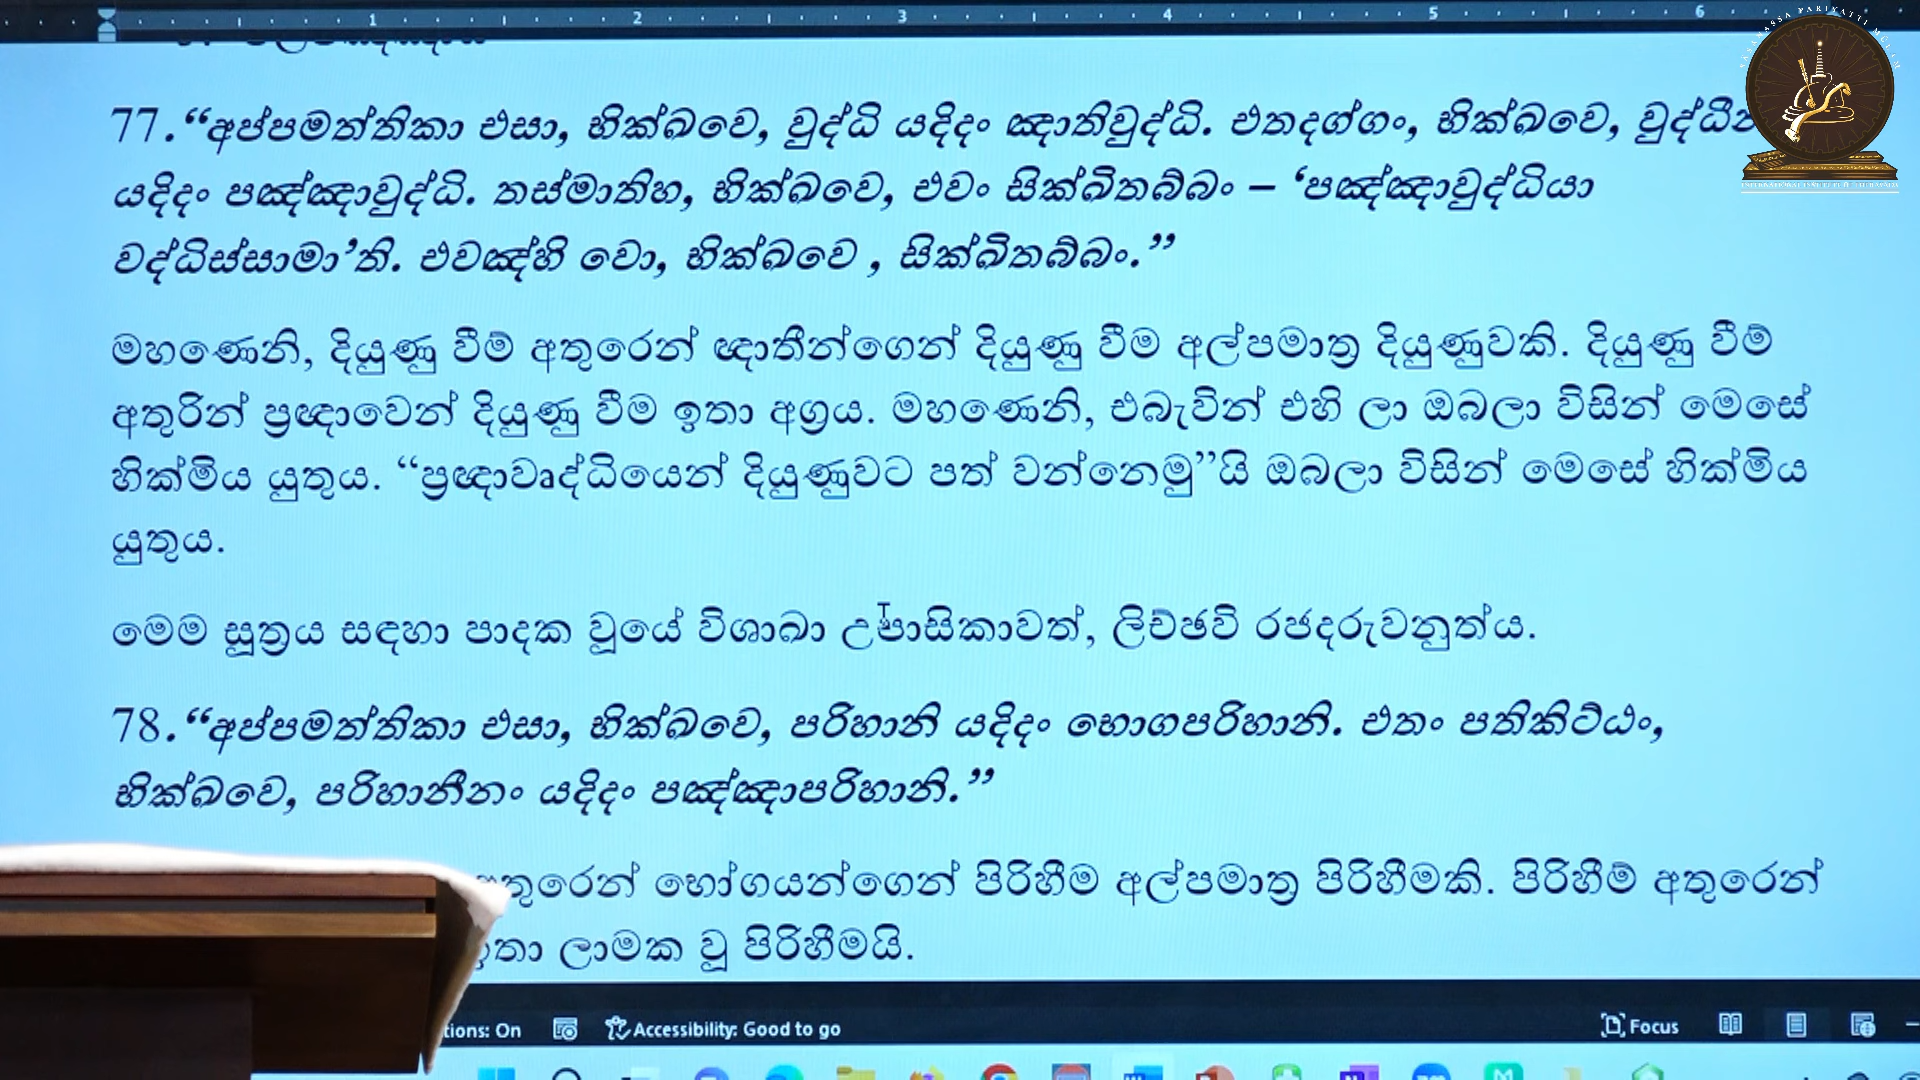 77.“අප්පමත්තිකා එසා, භික්ඛවෙ, වුද්ධි යදිදං ඤාතිවුද්ධි. එතදග්ගං, භික්ඛවෙ,
යදිදං පඤ්ඤාවුද්ධි. තස්මාතිහ, භික්ඛවෙ, එවං සික්ඛිතබ්බං – ‘පඤ්ඤාවුද්ධියා
වද්ධිස්සාමා’ති. එවඤ්හි වො, භික්ඛවෙ , සික්ඛිතබ්බං.”
මහණෙනි, දියුණු වීම් අතුරෙන් ඥාතීන්ගෙන් දියුණු වීම අල්පමාත්‍ර දියුණුවකි. දියුණු වීම්
අතුරින් ප්‍රඥාවෙන් දියුණු වීම ඉතා අග්‍රය. මහණෙනි, එබැවින් එහි ලා ඔබලා විසින් මෙසේ
හික්මිය යුතුය. “ප්‍රඥාවෘද්ධියෙන් දියුණුවට පත් වන්නෙමු”යි ඔබලා විසින් මෙසේ හික්මිය
යුතුය.
මෙම සූත්‍රය සඳහා පාදක වූයේ විශාඛා උපාසිකාවත්, ලිච්ඡවි රජදරුවනුත්ය.
78.“අප්පමත්තිකා එසා, භික්ඛවෙ, පරිහානි යදිදං භොගපරිහානි. එතං පතිකිට්ඨං,
භික්ඛවෙ, පරිහානීනං යදිදං පඤ්ඤාපරිහානි.”
අතුරෙන් භෝගයන්ගෙන් පිරිහීම අල්පමාත්‍ර පිරිහීමකි. පිරිහීම් අතුරෙන්
ඉතා ලාමක වූ පිරිහීමයි.
On Accessibility: Good to go Focus